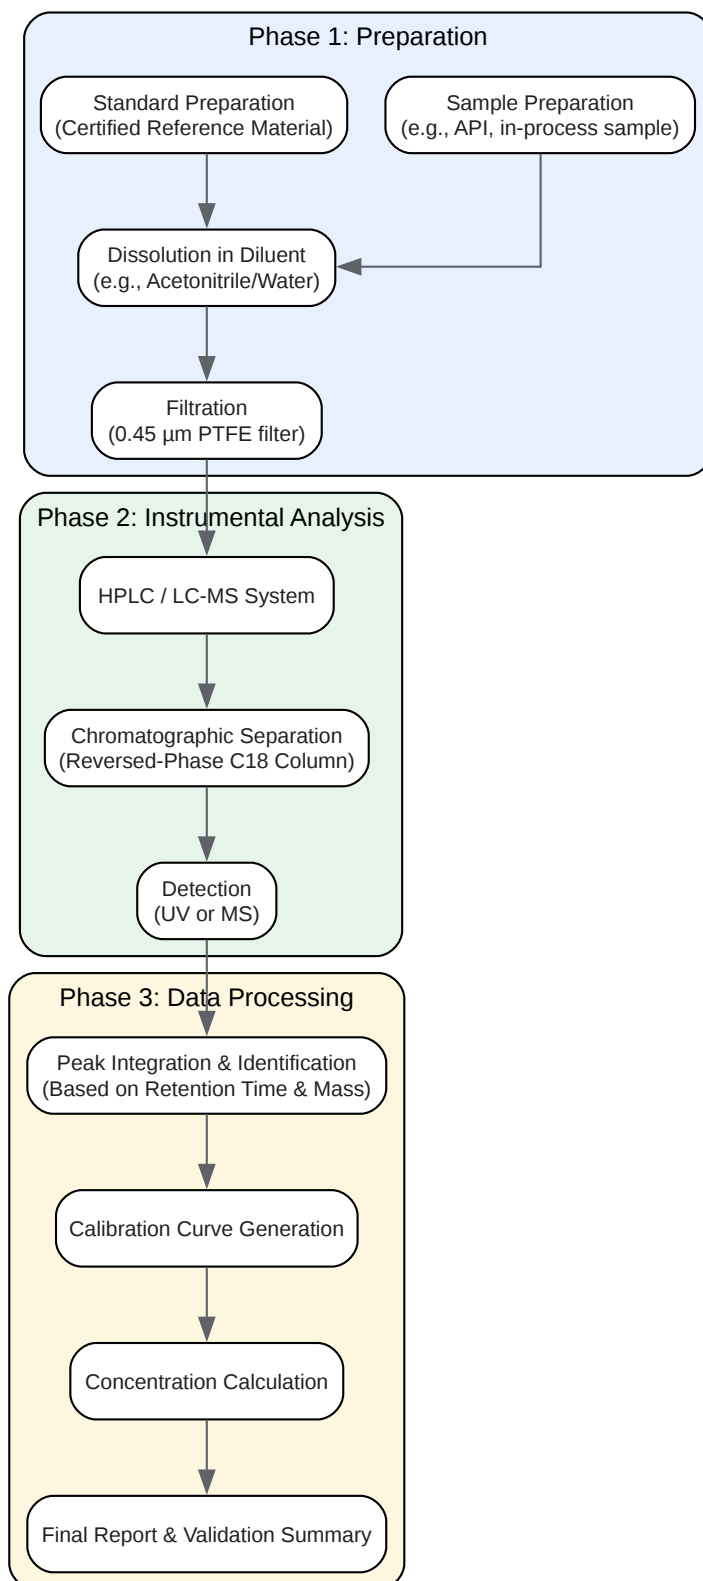 Phase 1: Preparation
Standard Preparation
(Certified Reference Material)
Sample Preparation
(e.g., API, in-process sample)
Dissolution in Diluent
(e.g., Acetonitrile/Water)
Filtration
(0.45 µm PTFE filter)
Phase 2: Instrumental Analysis
HPLC / LC-MS System
Chromatographic Separation
(Reversed-Phase C18 Column)
Detection
(UV or MS)
Phase 3: Data Processing
Peak Integration & Identification
(Based on Retention Time & Mass)
Calibration Curve Generation
Concentration Calculation
Final Report & Validation Summary